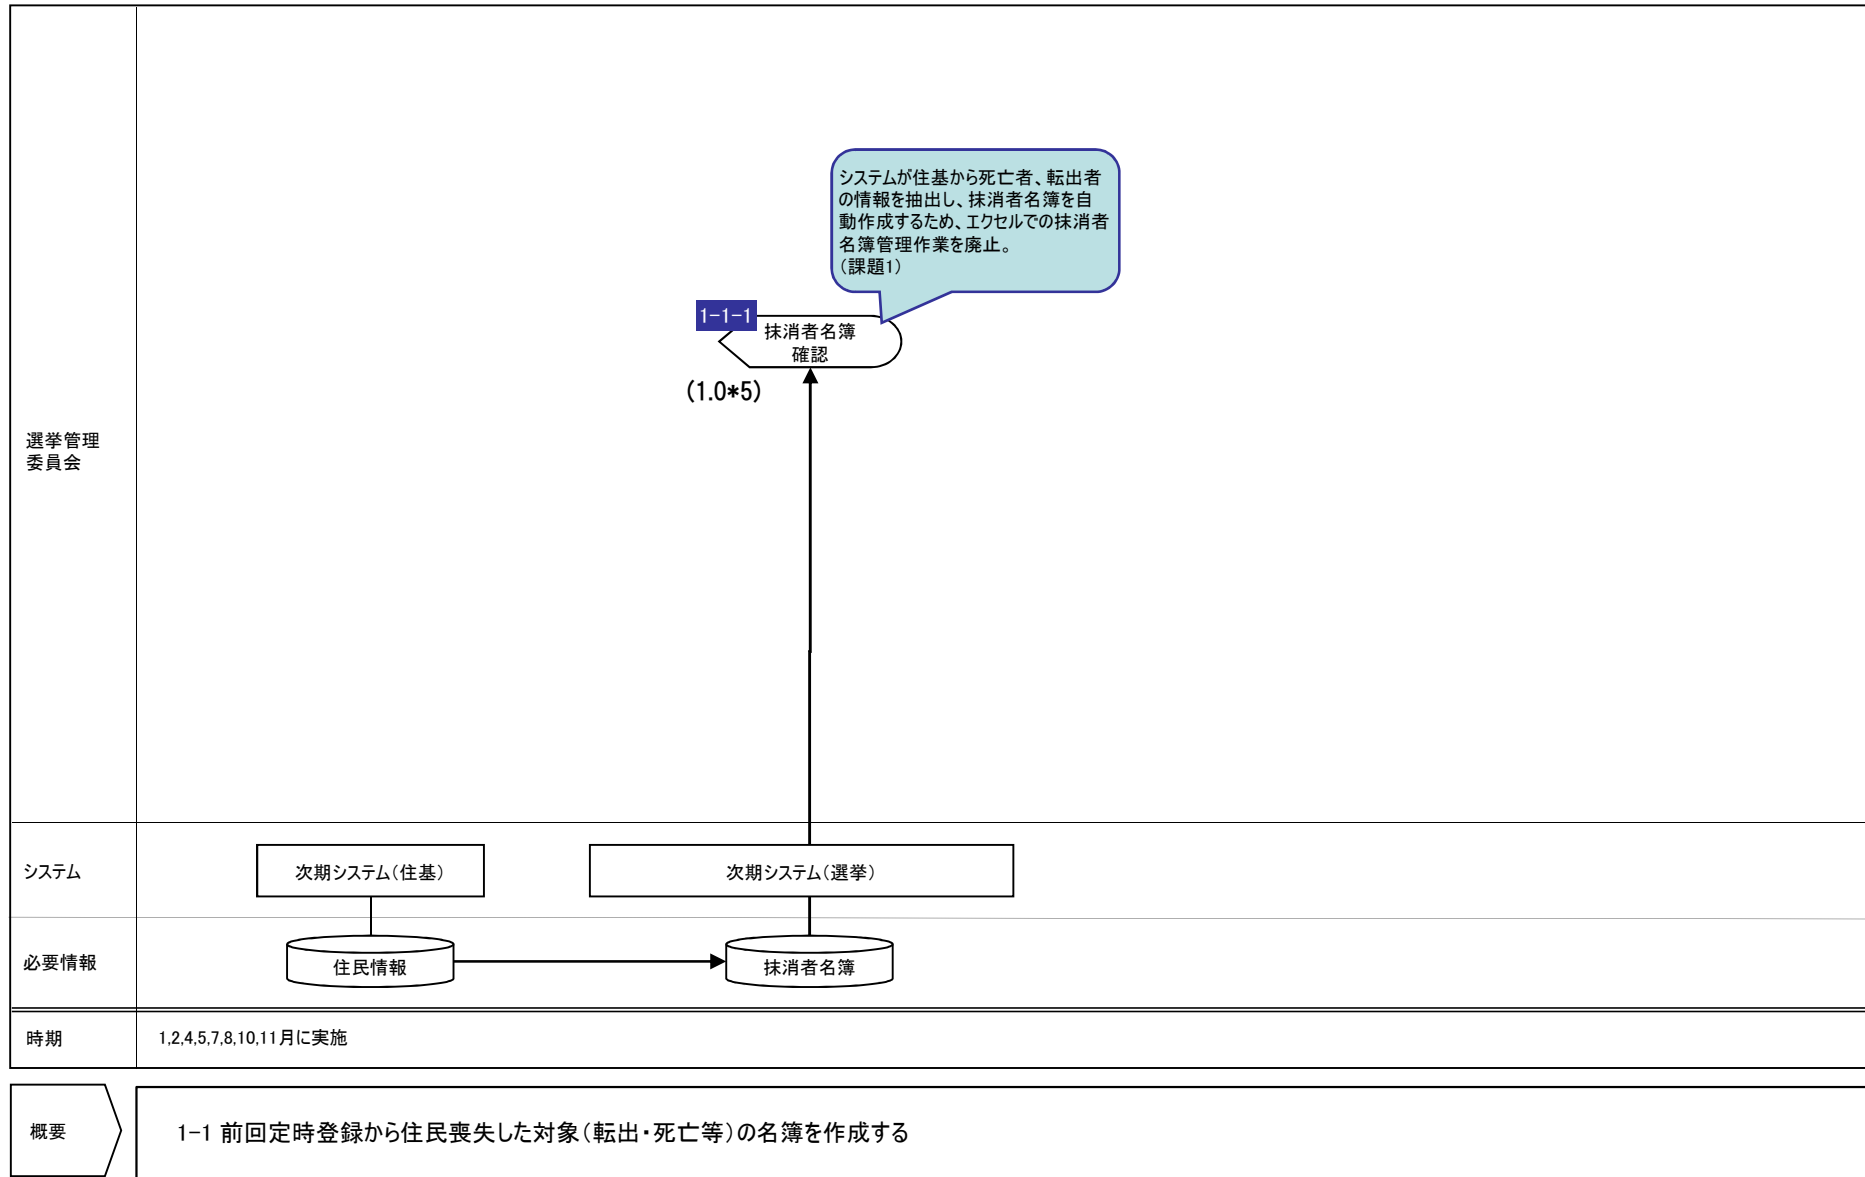 システムが住基から死亡者、転出者
の情報を抽出し、抹消者名簿を自
動作成するため、エクセルでの抹消者
名簿管理作業を廃止。
（課題1）
1-1-1
抹消者名簿
確認
(1.0*5)
選挙管理
委員会
システム
次期システム（住基）
次期システム（選挙）
必要情報
住民情報
抹消者名簿
時期
1,2,4,5,7,8,10,11月に実施
概要
1-1 前回定時登録から住民喪失した対象（転出・死亡等）の名簿を作成する